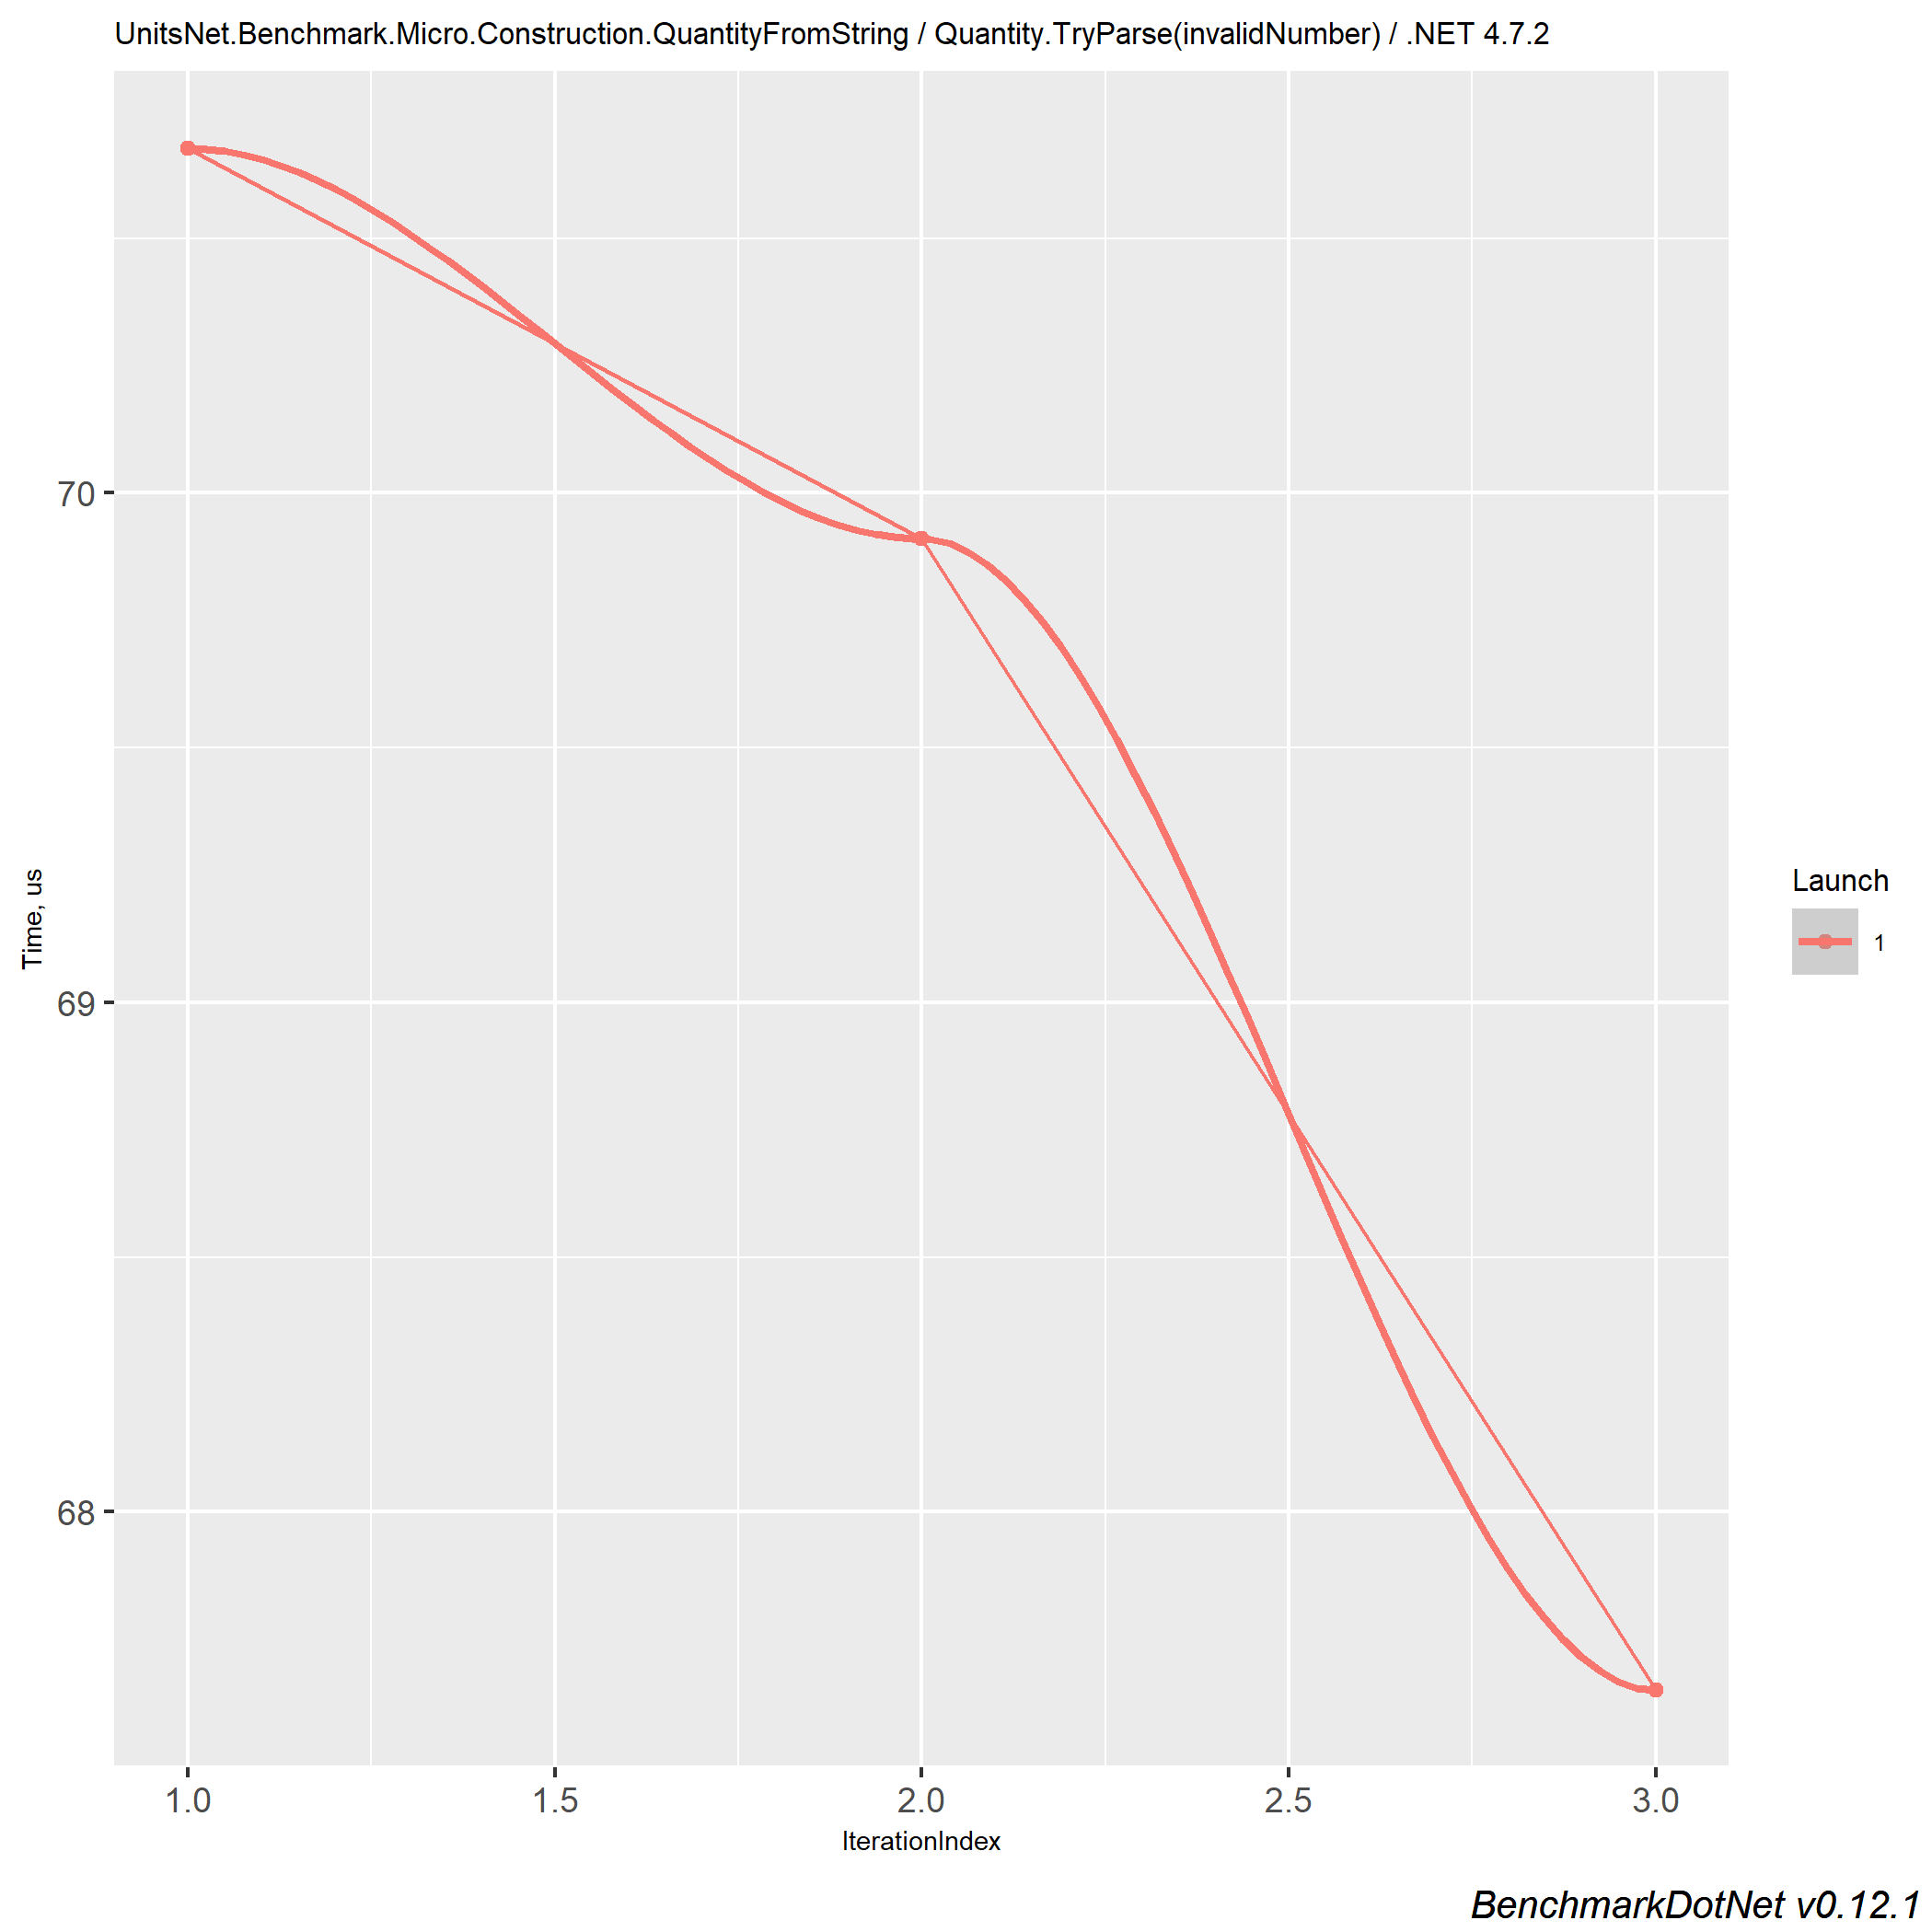 UnitsNet.Benchmark.Micro.Construction.QuantityFromString / Quantity.TryParse(invalidNumber) / .NET 4.7.2
70
69
68
Time, us
1.0 1.5 2.0 2.5 3.0
IterationIndex
Launch
1
BenchmarkDotNet v0.12.1